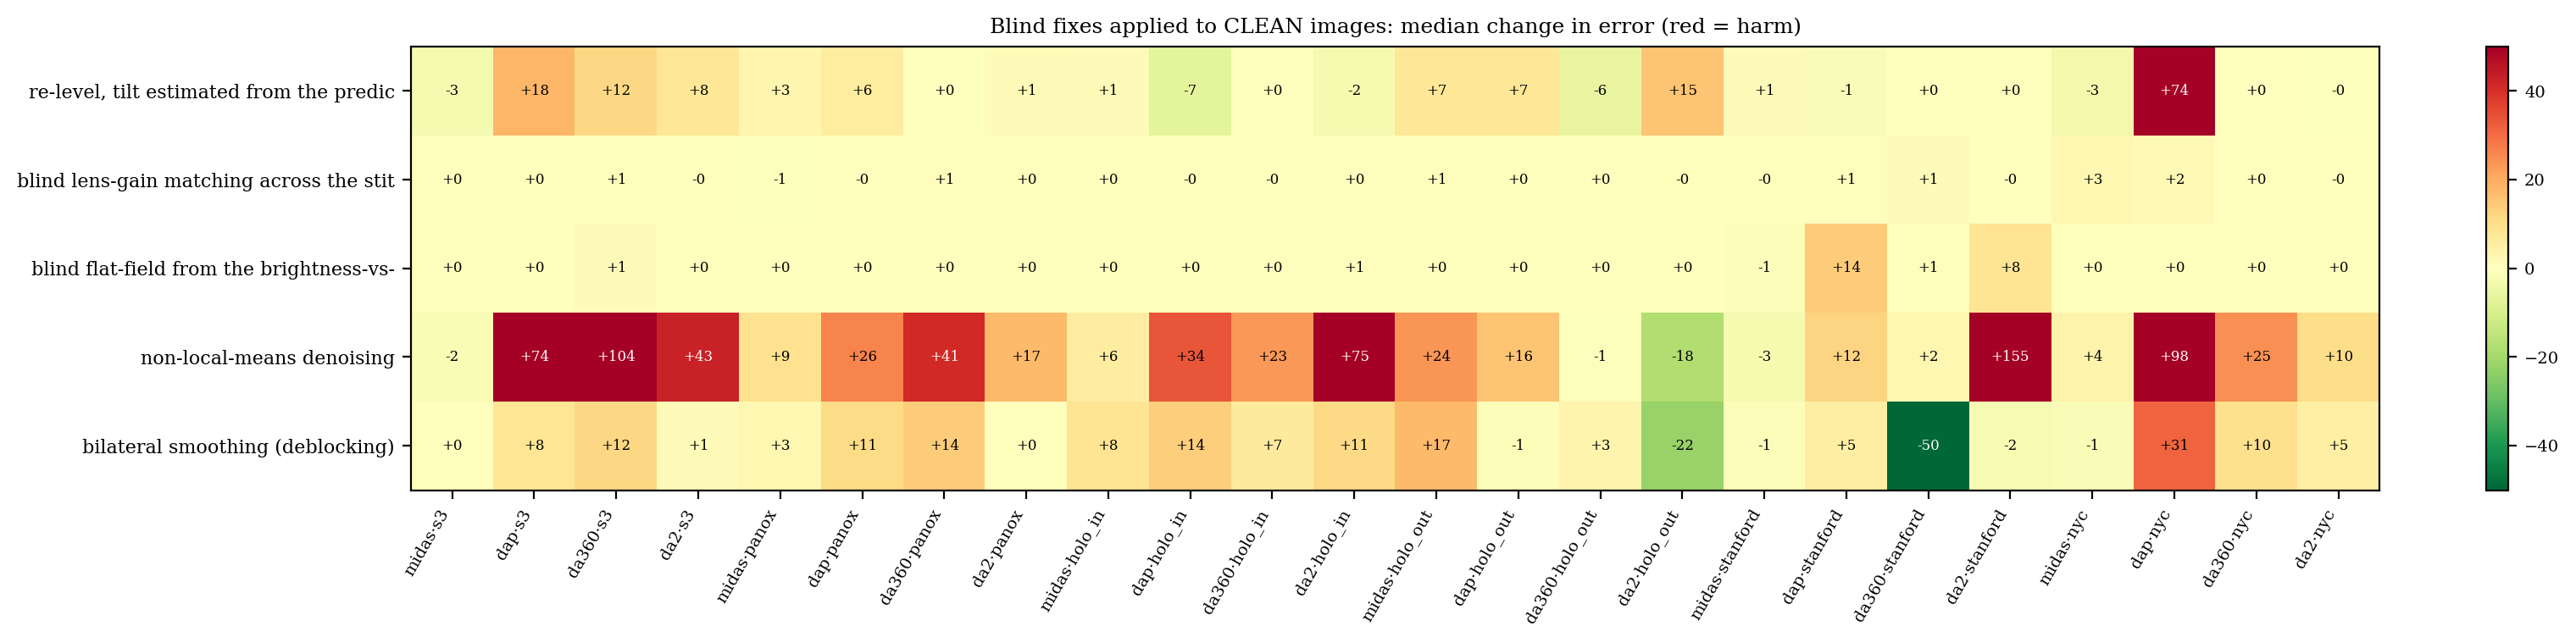 Blind fixes applied to CLEAN images: median change in error (red = harm)
re-level, tilt estimated from the predic -3 +18 +12 +8 +3 +6 +0 +1 +1 -7 +0 -2 +7 +7 -6 +15 +1 -1 +0 +0 -3 +74 +0 -0
blind lens-gain matching across the stit +0 +0 +1 -0 -1 -0 +1 +0 +0 -0 -0 +0 +1 +0 +0 -0 -0 +1 +1 -0 +3 +2 +0 -0
blind flat-field from the brightness-vs- +0 +0 +1 +0 +0 +0 +0 +0 +0 +0 +0 +1 +0 +0 +0 +0 -1 +14 +1 +8 +0 +0 +0 +0
non-local-means denoising -2 +74 +104 +43 +9 +26 +41 +17 +6 +34 +23 +75 +24 +16 -1 -18 -3 +12 +2 +155 +4 +98 +25 +10
bilateral smoothing (deblocking) +0 +8 +12 +1 +3 +11 +14 +0 +8 +14 +7 +11 +17 -1 +3 -22 -1 +5 -50 -2 -1 +31 +10 +5
midas·s3
dap·s3
da360·s3
da2·s3
midas·panox
dap·panox
da360·panox
da2·panox
midas·holo_in
dap·holo_in
da360·holo_in
da2·holo_in
midas·holo_out
dap·holo_out
da360·holo_out
da2·holo_out
midas·stanford
dap·stanford
da360·stanford
da2·stanford
midas·nyc
dap·nyc
da360·nyc
da2·nyc
40
20
0
−20
−40